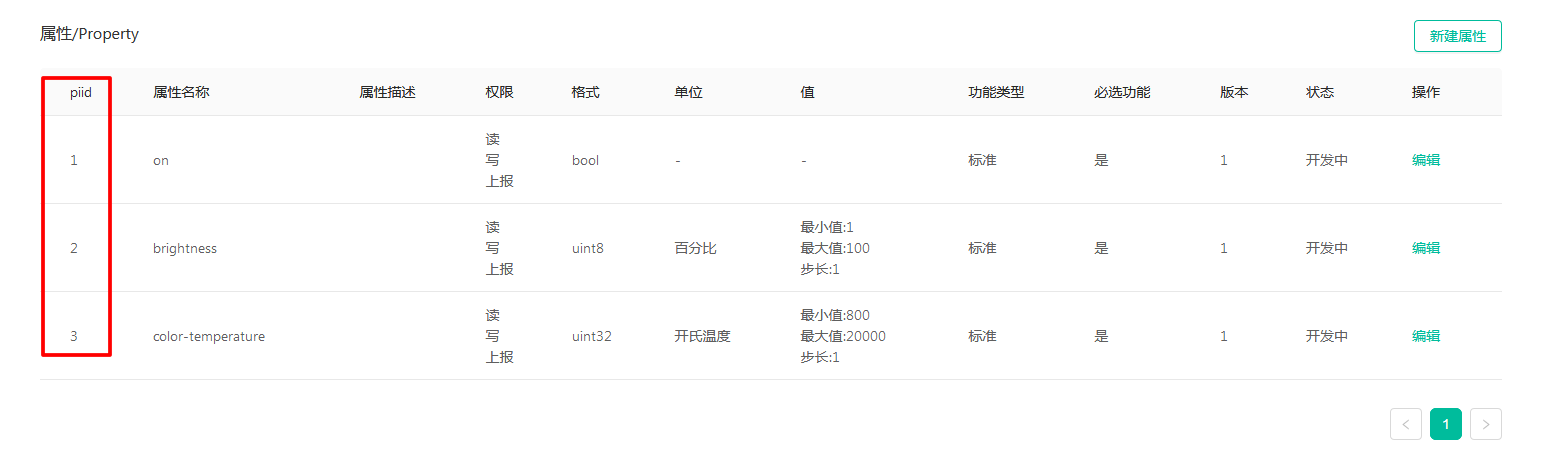 属性/Property
新建属性
piid 属性名称 属性描述 权限 格式 单位 值 功能类型 必选功能 版本 状态 操作
读
1 on 写 bool - - 标准 是 1 开发中 编辑
上报
读 最小值:1
2 brightness 写 uint8 百分比 最大值:100 标准 是 1 开发中 编辑
上报 步长:1
读 最小值:800
3 color-temperature 写 uint32 开氏温度 最大值:20000 标准 是 1 开发中 编辑
上报 步长:1
< 1 >